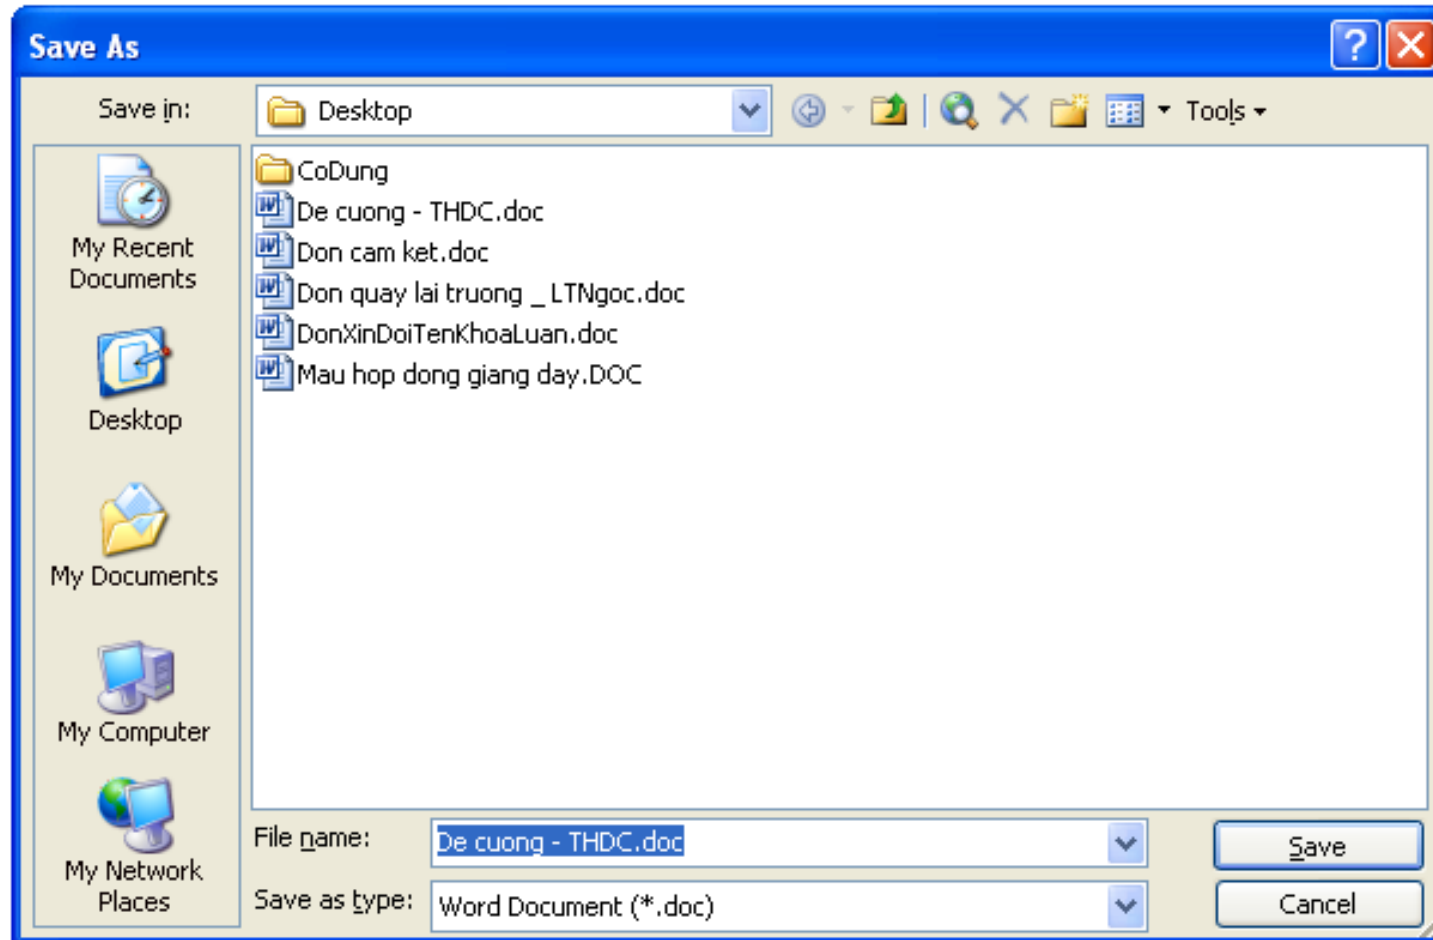 Save As
Save in:
Desktop
Tools
My Recent
Documents
Desktop
My Documents
My Computer
My Network
Places
CoDung
De cuong - THDC.doc
Don cam ket.doc
Don quay lai truong _ LTNgoc.doc
DonXinDoiTenKhoaLuan.doc
Mau hop dong giang day.DOC
File name:
De cuong - THDC.doc
Save
Save as type:
Word Document (*.doc)
Cancel